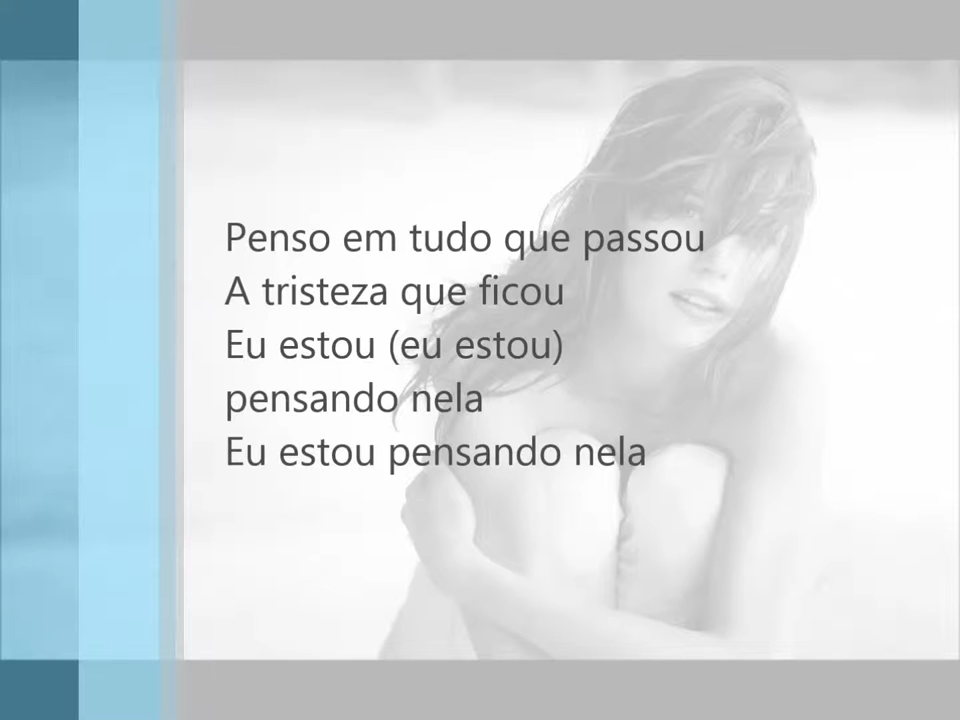 Penso em tudo que passou
A tristeza que ficou
Eu estou (eu estou)
pensando nela
Eu estou pensando nela